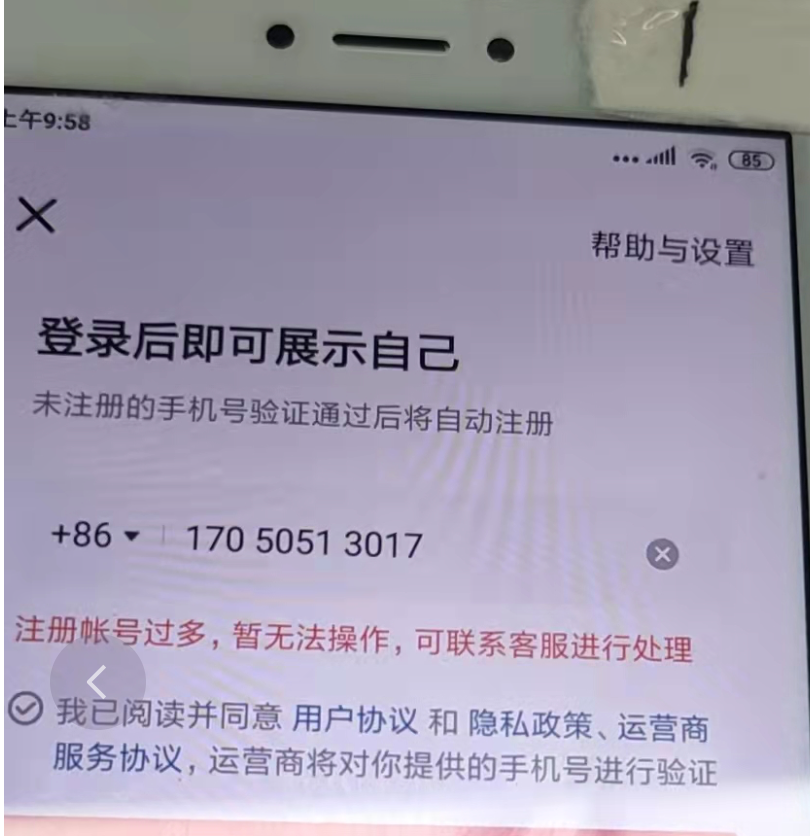 上午9:58
85
帮助与设置
登录后即可展示自己
未注册的手机号验证通过后将自动注册
+86 170 5051 3017
注册帐号过多，暂无法操作，可联系客服进行处理
我已阅读并同意 用户协议 和 隐私政策、运营商
服务协议，运营商将对你提供的手机号进行验证